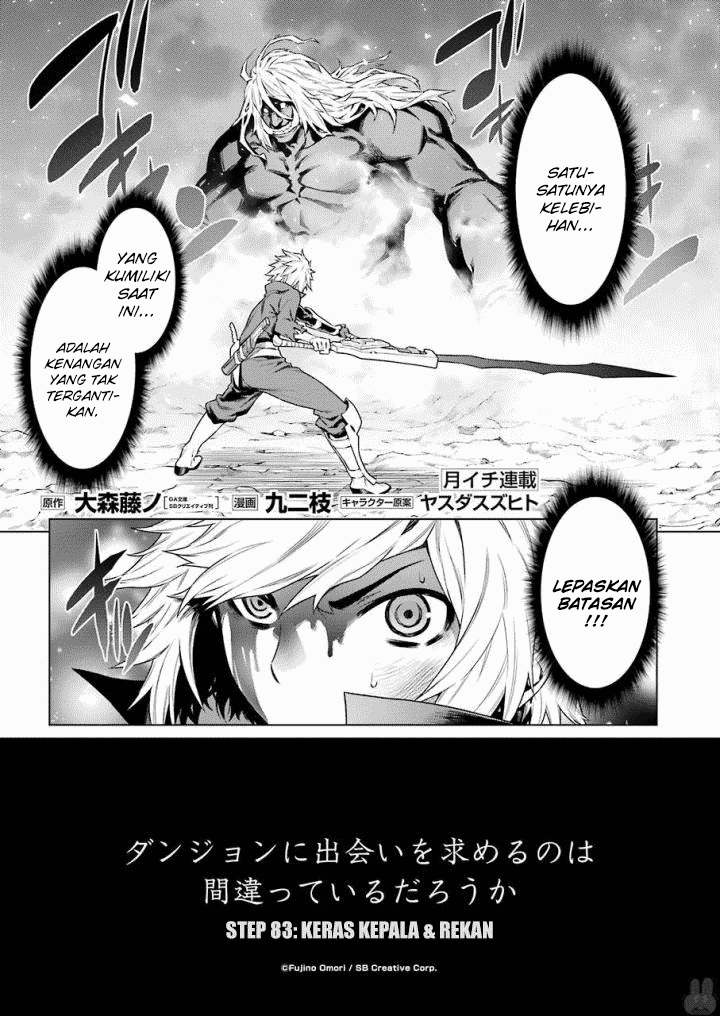 SATU-
SATUNYA
KELEBI-
HAN...
YANG
KUMILIKI
SAAT
INI...
ADALAH
KENANGAN
YANG TAK
TERGANTI-
KAN.
月イチ連載
原作 大森藤ノ [GA文庫 SBクリエイティブ刊] 漫画 九二枝 キャラクター原案 ヤスダスズヒト
LEPASKAN
BATASAN
!!!
ダンジョンに出会いを求めるのは
間違っているだろうか
STEP 83: KERAS KEPALA & REKAN
©Fujino Omori / SB Creative Corp.